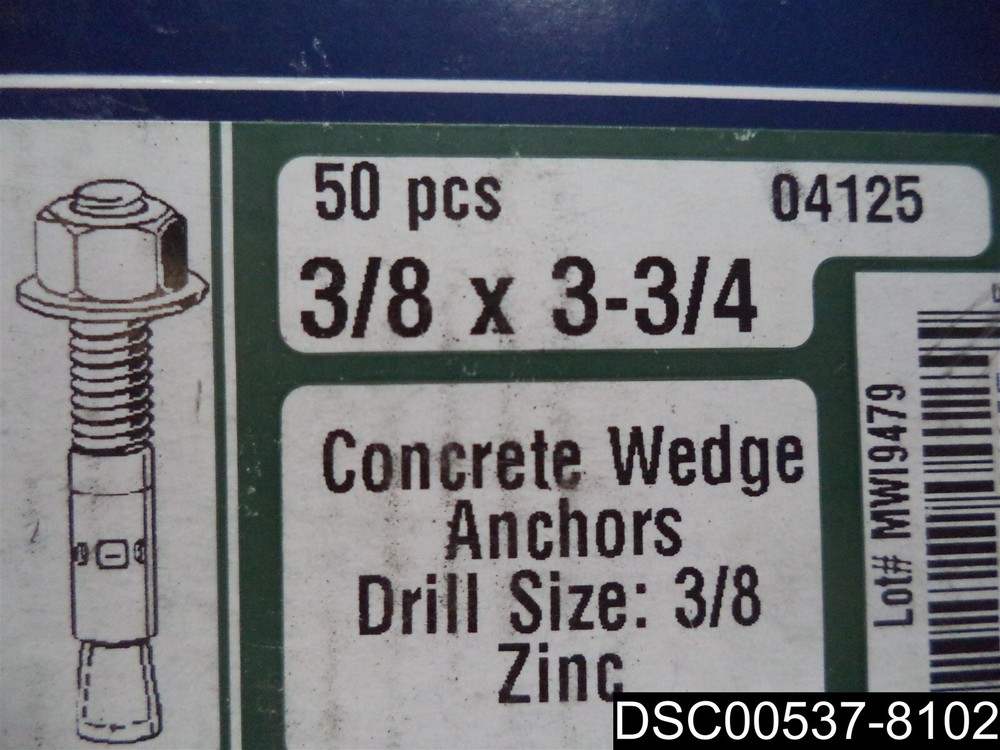 50 pcs 04125
3/8 x 3-3/4
Concrete Wedge
Anchors
Drill Size: 3/8
Zinc
Lot# MWI9479
DSC00537-8102